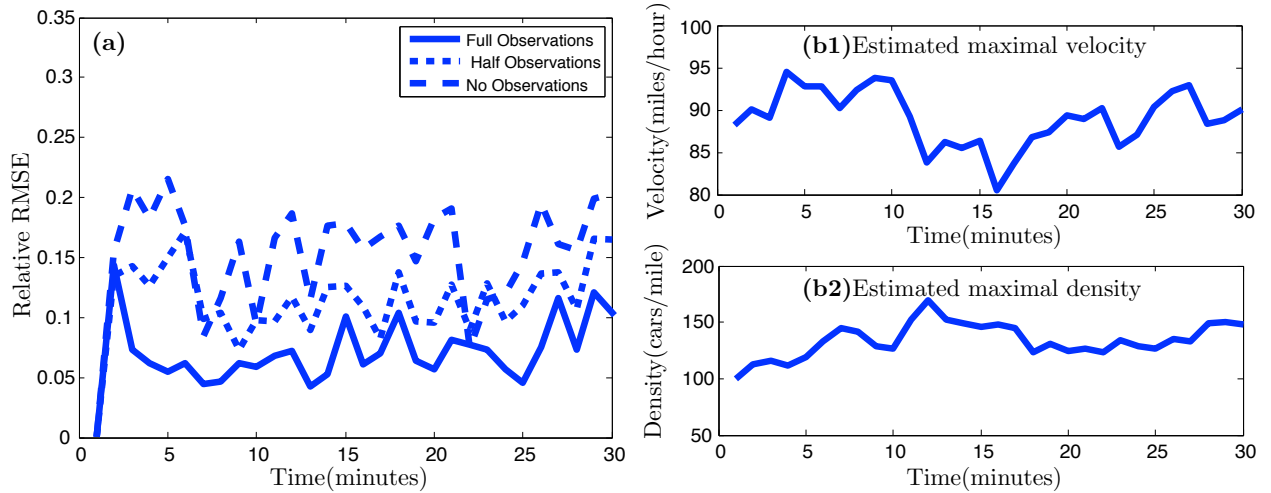 (a)
Full Observations
Half Observations
No Observations
0.35
0.3
0.25
0.2
0.15
0.1
0.05
0
Relative RMSE
0 5 10 15 20 25 30
Time(minutes)
(b1)Estimated maximal velocity
100
95
90
85
80
Velocity(miles/hour)
0 5 10 15 20 25 30
Time(minutes)
(b2)Estimated maximal density
200
150
100
50
Density(cars/mile)
0 5 10 15 20 25 30
Time(minutes)